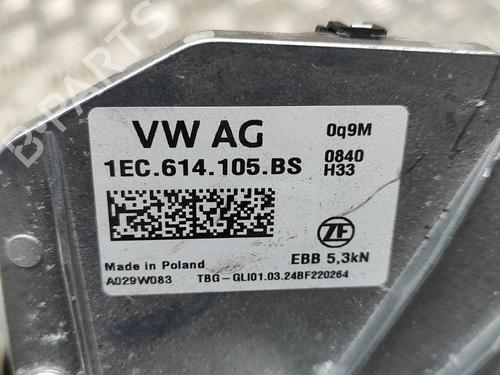 B-PARTS
VW AG
0q9M
1EC.614.105.BS
0840
H33
ZF
EBB 5,3kN
Made in Poland
A029W083
TBG-GLI01.03.24BF220264